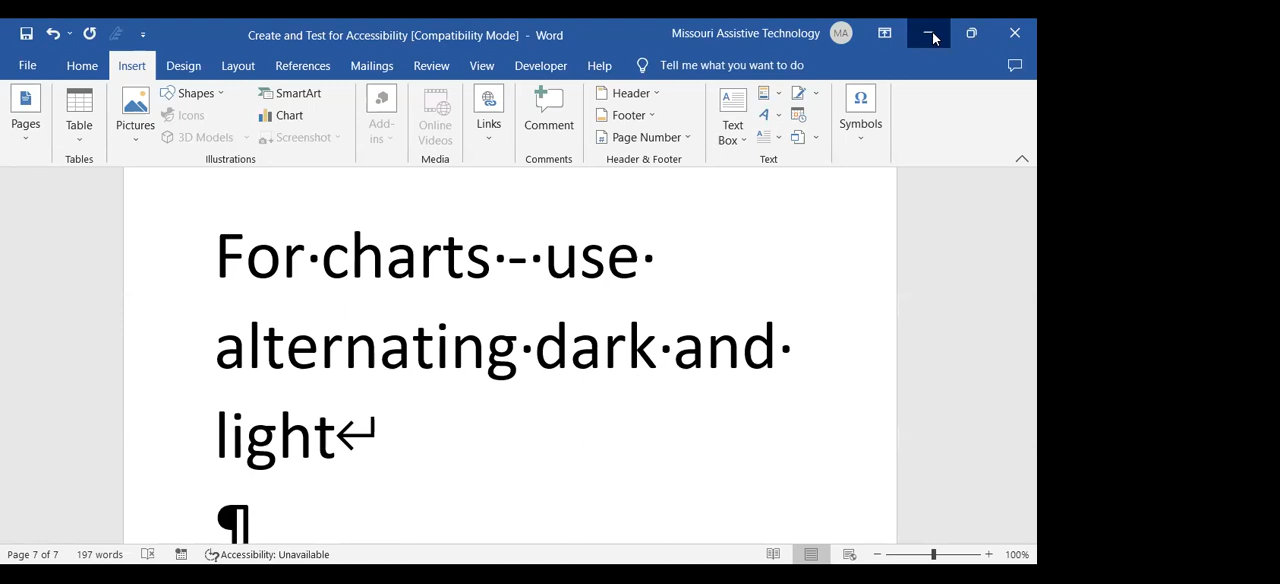 Create and Test for Accessibility [Compatibility Mode] - Word
Missouri Assistive Technology
MA
File
Home
Insert
Design
Layout
References
Mailings
Review
View
Developer
Help
Tell me what you want to do
Pages
Table
Tables
Pictures
Shapes
Icons
3D Models
SmartArt
Chart
Screenshot
Illustrations
Add-
ins
Online
Videos
Media
Links
Comment
Comments
Header
Footer
Page Number
Header & Footer
Text
Box
Text
Symbols
For·charts·-·use·
alternating·dark·and·
light↵
¶
Page 7 of 7
197 words
Accessibility: Unavailable
100%